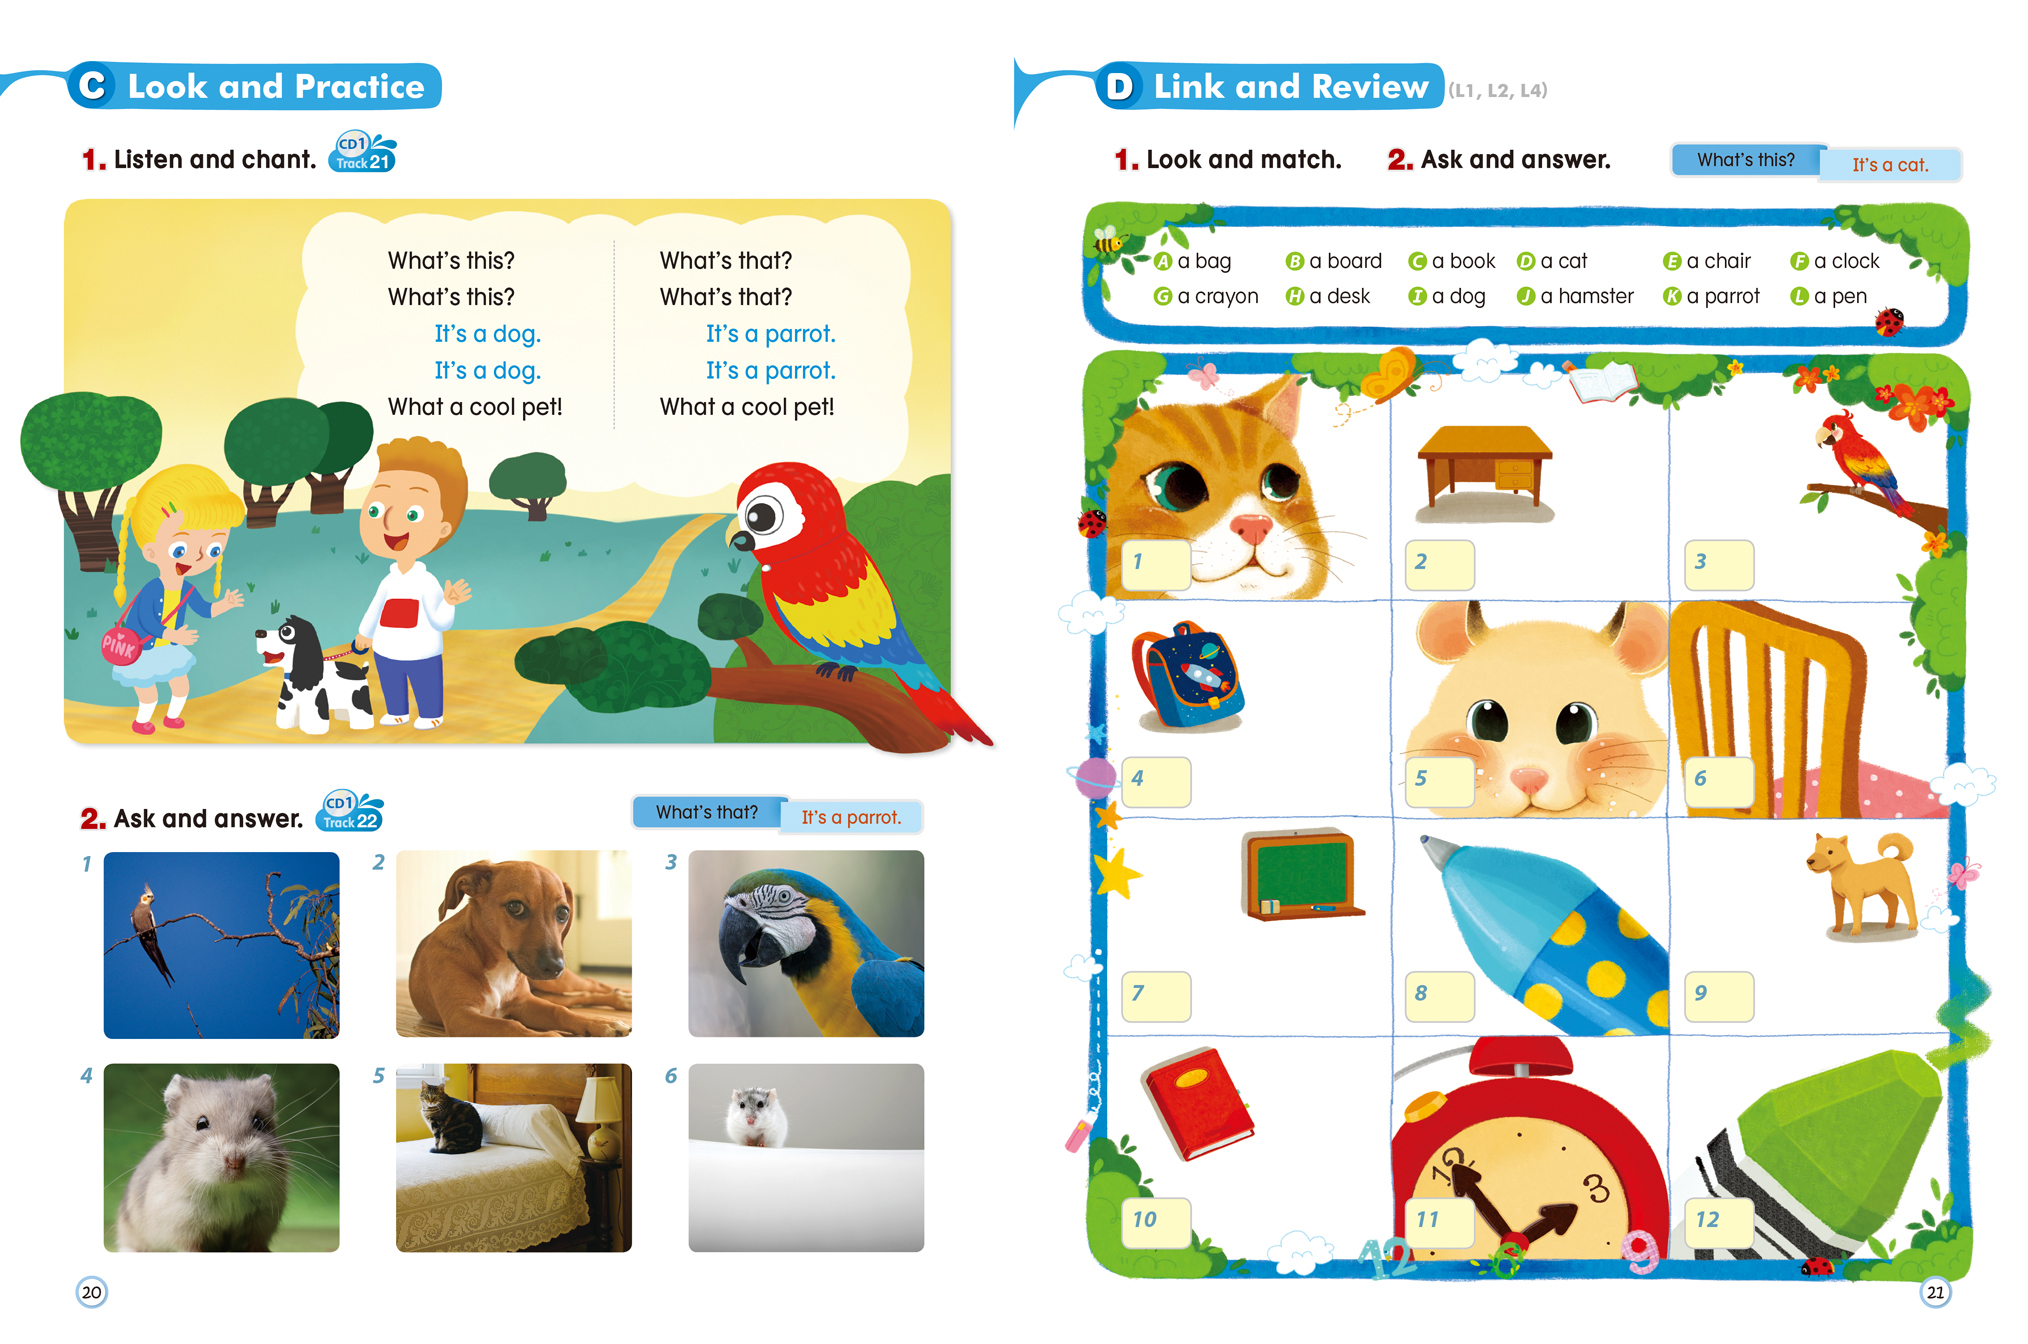 C Look and Practice
1. Listen and chant. CD1 Track 21
What's this?
What's this?
It's a dog.
It's a dog.
What a cool pet!
What's that?
What's that?
It's a parrot.
It's a parrot.
What a cool pet!
PINK
2. Ask and answer. CD1 Track 22
What's that? It's a parrot.
1
2
3
4
5
6
20
D Link and Review (L1, L2, L4)
1. Look and match. 2. Ask and answer. What's this? It's a cat.
A a bag B a board C a book D a cat E a chair F a clock
G a crayon H a desk I a dog J a hamster K a parrot L a pen
1
2
3
4
5
6
7
8
9
10
11
12
12
3
12
6
9
21